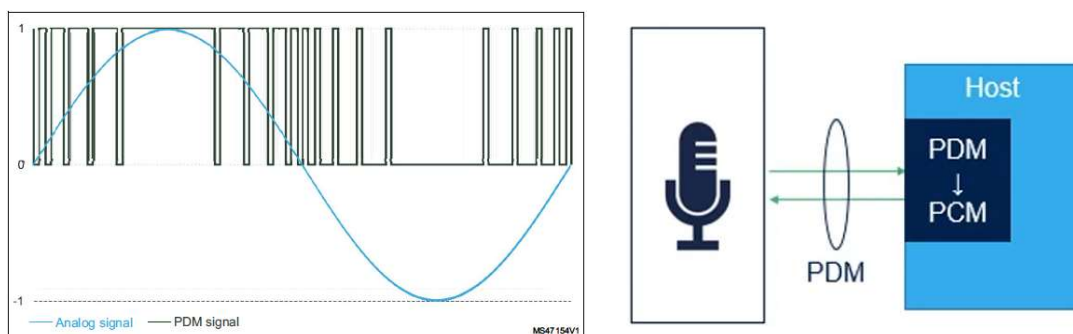 1
0
-1
Analog signal PDM signal
MS47154V1
Host
PDM
↓
PCM
PDM